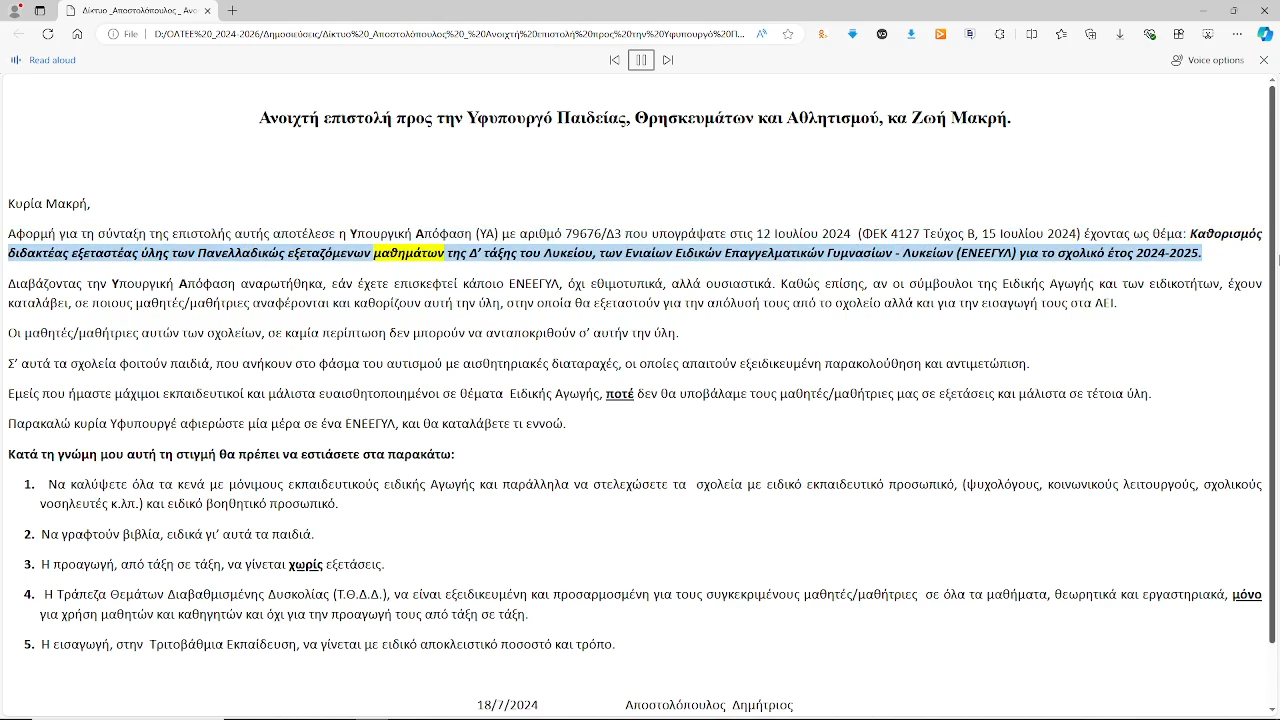 Δίκτυο _Αποστολόπουλος _ Ανοι
File
D:/ΟΛΤΕΕ%20_2024-2026/Δημοσιεύσεις/Δίκτυο%20_Αποστολόπουλος%20_%20Ανοιχτή%20επιστολή%20προς%20την%20Υφυπουργό%20Π...
Read aloud
Voice options
Ανοιχτή επιστολή προς την Υφυπουργό Παιδείας, Θρησκευμάτων και Αθλητισμού, κα Ζωή Μακρή.
Κυρία Μακρή,
Αφορμή για τη σύνταξη της επιστολής αυτής αποτέλεσε η Υπουργική Απόφαση (ΥΑ) με αριθμό 79676/Δ3 που υπογράψατε στις 12 Ιουλίου 2024 (ΦΕΚ 4127 Τεύχος Β, 15 Ιουλίου 2024) έχοντας ως θέμα: Καθορισμός
διδακτέας εξεταστέας ύλης των Πανελλαδικώς εξεταζόμενων μαθημάτων της Δ’ τάξης του Λυκείου, των Ενιαίων Ειδικών Επαγγελματικών Γυμνασίων - Λυκείων (ΕΝΕΕΓΥΛ) για το σχολικό έτος 2024-2025.
Διαβάζοντας την Υπουργική Απόφαση αναρωτήθηκα, εάν έχετε επισκεφτεί κάποιο ΕΝΕΕΓΥΛ, όχι εθιμοτυπικά, αλλά ουσιαστικά. Καθώς επίσης, αν οι σύμβουλοι της Ειδικής Αγωγής και των ειδικοτήτων, έχουν
καταλάβει, σε ποιους μαθητές/μαθήτριες αναφέρονται και καθορίζουν αυτή την ύλη, στην οποία θα εξεταστούν για την απόλυσή τους από το σχολείο αλλά και για την εισαγωγή τους στα ΑΕΙ.
Οι μαθητές/μαθήτριες αυτών των σχολείων, σε καμία περίπτωση δεν μπορούν να ανταποκριθούν σ’ αυτήν την ύλη.
Σ’ αυτά τα σχολεία φοιτούν παιδιά, που ανήκουν στο φάσμα του αυτισμού με αισθητηριακές διαταραχές, οι οποίες απαιτούν εξειδικευμένη παρακολούθηση και αντιμετώπιση.
Εμείς που ήμαστε μάχιμοι εκπαιδευτικοί και μάλιστα ευαισθητοποιημένοι σε θέματα Ειδικής Αγωγής, ποτέ δεν θα υποβάλαμε τους μαθητές/μαθήτριες μας σε εξετάσεις και μάλιστα σε τέτοια ύλη.
Παρακαλώ κυρία Υφυπουργέ αφιερώστε μία μέρα σε ένα ΕΝΕΕΓΥΛ, και θα καταλάβετε τι εννοώ.
Κατά τη γνώμη μου αυτή τη στιγμή θα πρέπει να εστιάσετε στα παρακάτω:
1. Να καλύψετε όλα τα κενά με μόνιμους εκπαιδευτικούς ειδικής Αγωγής και παράλληλα να στελεχώσετε τα σχολεία με ειδικό εκπαιδευτικό προσωπικό, (ψυχολόγους, κοινωνικούς λειτουργούς, σχολικούς
νοσηλευτές κ.λπ.) και ειδικό βοηθητικό προσωπικό.
2. Να γραφτούν βιβλία, ειδικά γι’ αυτά τα παιδιά.
3. Η προαγωγή, από τάξη σε τάξη, να γίνεται χωρίς εξετάσεις.
4. Η Τράπεζα Θεμάτων Διαβαθμισμένης Δυσκολίας (Τ.Θ.Δ.Δ.), να είναι εξειδικευμένη και προσαρμοσμένη για τους συγκεκριμένους μαθητές/μαθήτριες σε όλα τα μαθήματα, θεωρητικά και εργαστηριακά, μόνο
για χρήση μαθητών και καθηγητών και όχι για την προαγωγή τους από τάξη σε τάξη.
5. Η εισαγωγή, στην Τριτοβάθμια Εκπαίδευση, να γίνεται με ειδικό αποκλειστικό ποσοστό και τρόπο.
18/7/2024 Αποστολόπουλος Δημήτριος